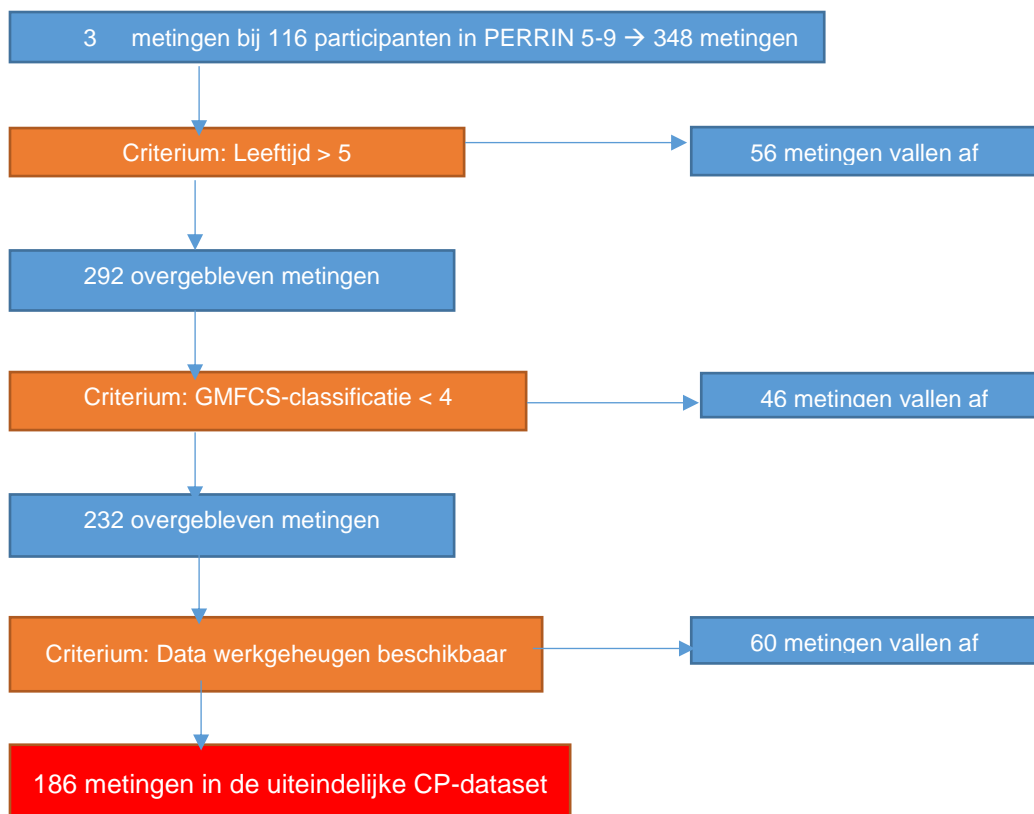 3 metingen bij 116 participanten in PERRIN 5-9 → 348 metingen
Criterium: Leeftijd > 5
56 metingen vallen af
292 overgebleven metingen
Criterium: GMFCS-classificatie < 4
46 metingen vallen af
232 overgebleven metingen
Criterium: Data werkgeheugen beschikbaar
60 metingen vallen af
186 metingen in de uiteindelijke CP-dataset